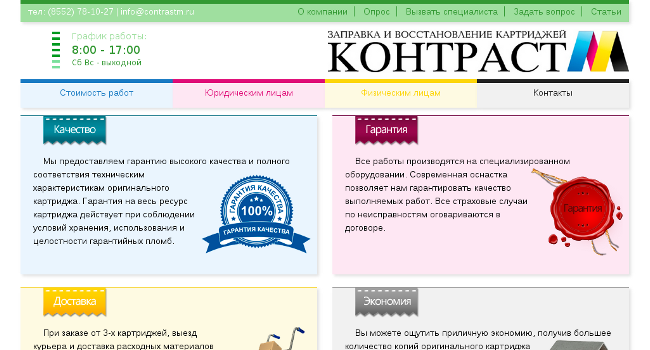 тел: (8552) 78-10-27 | info@contrastm.ru
О компании | Опрос | Вызвать специалиста | Задать вопрос | Статьи
График работы:
8:00 - 17:00
Сб Вс - выходной
ЗАПРАВКА И ВОССТАНОВЛЕНИЕ КАРТРИДЖЕЙ
КОНТРАСТ М
Стоимость работ
Юридическим лицам
Физическим лицам
Контакты
Качество
Мы предоставляем гарантию высокого качества и полного
соответствия техническим
характеристикам оригинального
картриджа. Гарантия на весь ресурс
картриджа действует при соблюдении
условий хранения, использования и
целостности гарантийных пломб.
ГАРАНТИЯ КАЧЕСТВА
100%
ГАРАНТИЯ КАЧЕСТВА
Гарантия
Все работы производятся на специализированном
оборудовании. Современная оснастка
позволяет нам гарантировать качество
выполняемых работ. Все страховые случаи
по неисправностям оговариваются в
договоре.
Гарантии
Доставка
При заказе от 3-х картриджей, выезд
курьера и доставка расходных материалов
Экономия
Вы можете ощутить приличную экономию, получив большее
количество копий оригинального картриджа